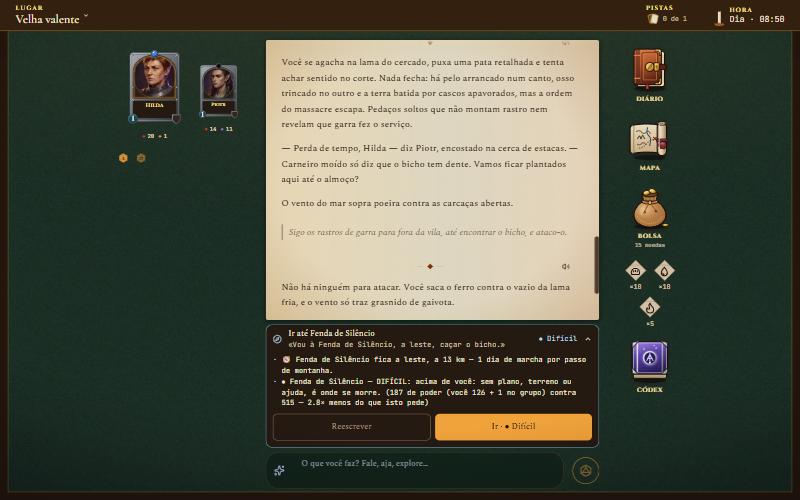 LUGAR
Velha valente
PISTAS
0 de 1
HORA
Dia · 08:50
HILDA
1
20 1
PIOTR
1
14 11
Você se agacha na lama do cercado, puxa uma pata retalhada e tenta
achar sentido no corte. Nada fecha: há pelo arrancado num canto, osso
trincado no outro e a terra batida por cascos apavorados, mas a ordem
do massacre escapa. Pedaços soltos que não montam rastro nem
revelam que garra fez o serviço.
— Perda de tempo, Hilda — diz Piotr, encostado na cerca de estacas. —
Carneiro moído só diz que o bicho tem dente. Vamos ficar plantados
aqui até o almoço?
O vento do mar sopra poeira contra as carcaças abertas.
Sigo os rastros de garra para fora da vila, até encontrar o bicho, e ataco-o.
Não há ninguém para atacar. Você saca o ferro contra o vazio da lama
fria, e o vento só traz grasnido de gaivota.
Ir até Fenda de Silêncio
«Vou à Fenda de Silêncio, a leste, caçar o bicho.»
• Difícil
· Fenda de Silêncio fica a leste, a 13 km — 1 dia de marcha por passo
de montanha.
· • Fenda de Silêncio — DIFÍCIL: acima de você: sem plano, terreno ou
ajuda, é onde se morre. (187 de poder (você 126 + 1 no grupo) contra
515 — 2.8× menos do que isto pede)
Reescrever
Ir · • Difícil
O que você faz? Fale, aja, explore…
DIÁRIO
MAPA
BOLSA
15 moedas
×18
×18
×5
CÓDEX